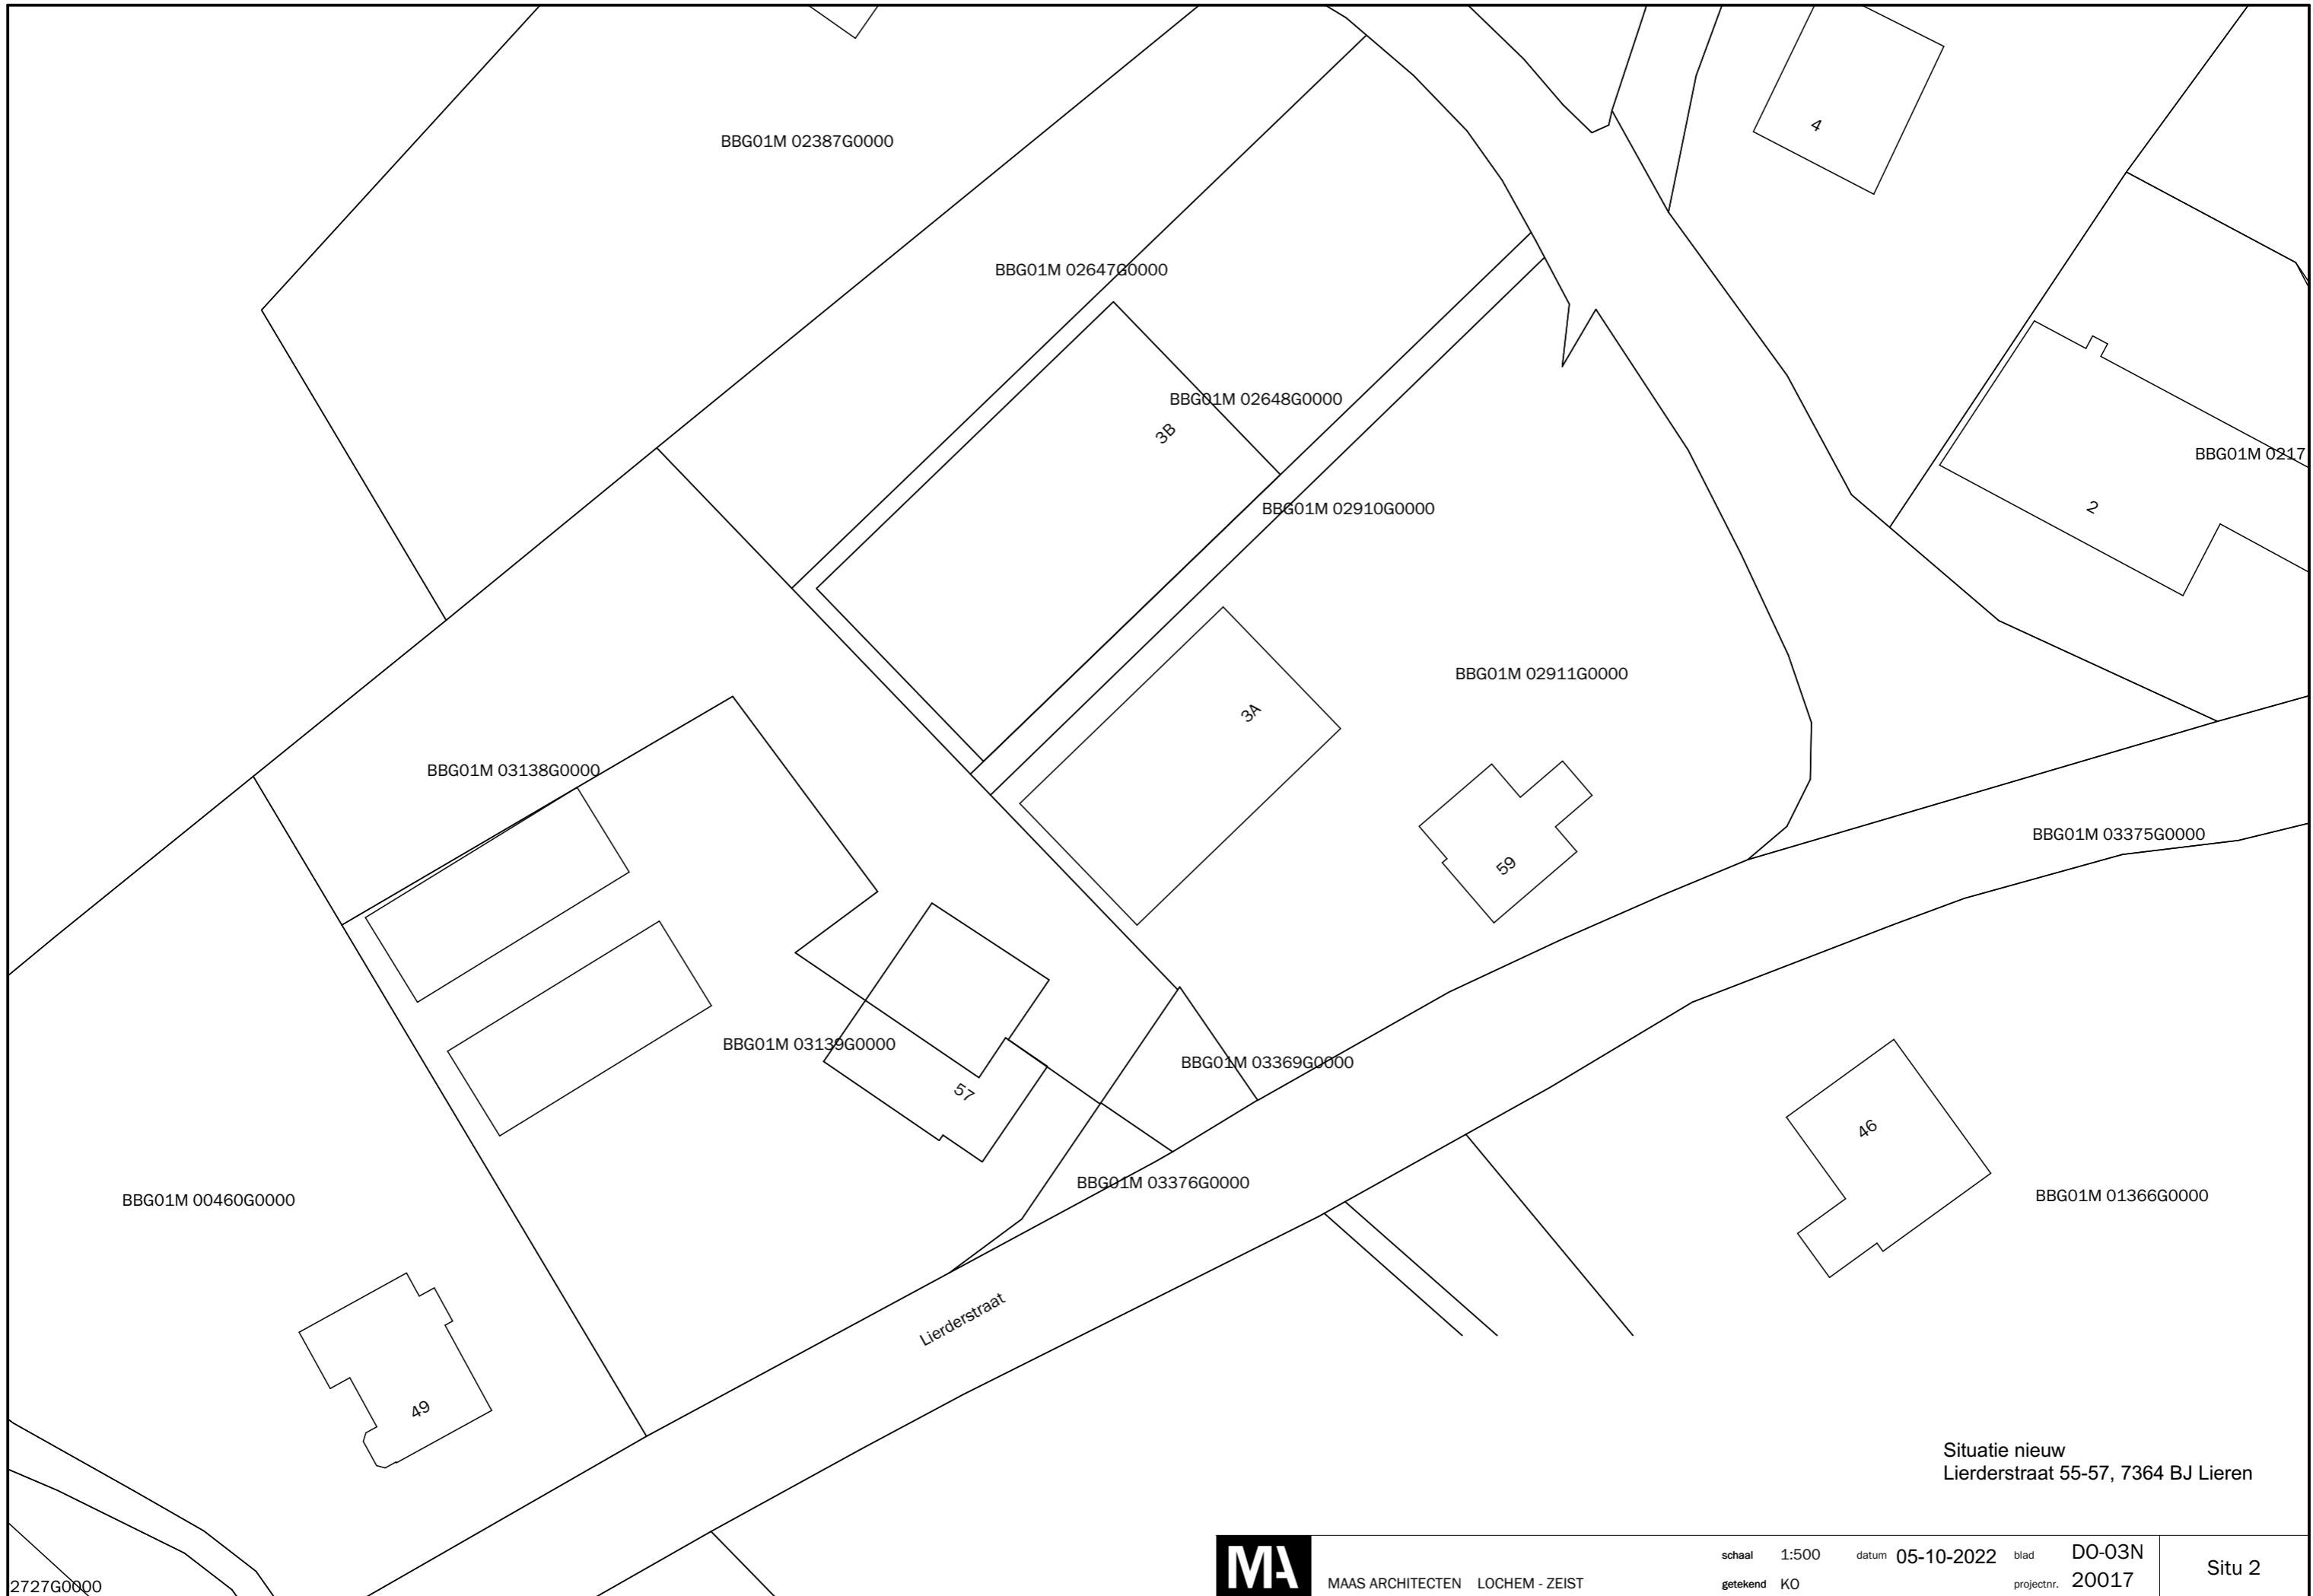 4
BBG01M 02387G0000
BBG01M 02647G0000
BBG01M 02648G0000
3B
BBG01M 0217
BBG01M 02910G0000
2
BBG01M 02911G0000
3A
BBG01M 03138G0000
BBG01M 03375G0000
59
BBG01M 03139G0000
BBG01M 03369G0000
57
46
BBG01M 03376G0000
BBG01M 00460G0000
BBG01M 01366G0000
Lierderstraat
49
Situatie nieuw
Lierderstraat 55-57, 7364 BJ Lieren
2727G0000
MA
MAAS ARCHITECTEN LOCHEM - ZEIST
schaal 1:500 datum 05-10-2022 blad DO-03N
getekend KO projectnr. 20017
Situ 2